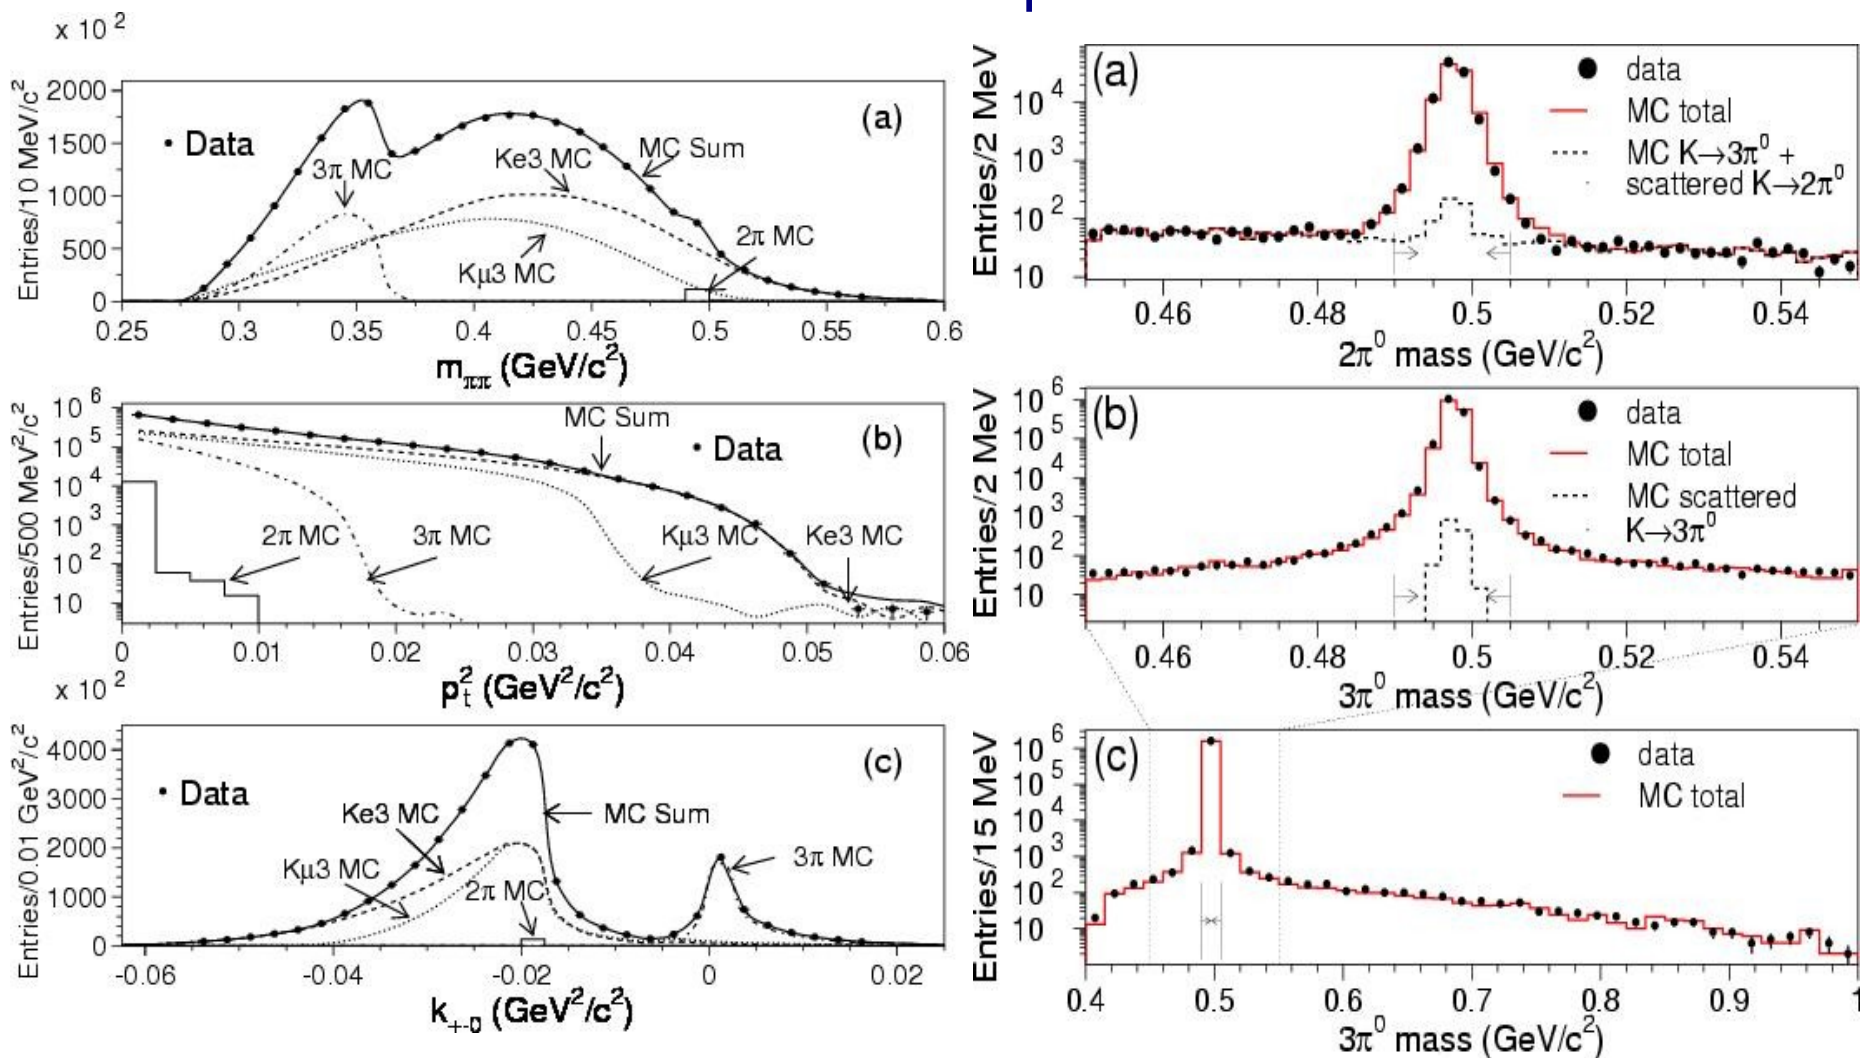 x 10²
Entries/10 MeV/c²
2000
1500
1000
500
0
(a)
Data
3π MC
Ke3 MC
MC Sum
Kμ3 MC
2π MC
0.25 0.3 0.35 0.4 0.45 0.5 0.55 0.6
mππ (GeV/c²)
Entries/500 MeV²/c²
10⁶
10⁵
10⁴
10³
10²
10
MC Sum
Data
(b)
2π MC
3π MC
Kμ3 MC
Ke3 MC
0 0.01 0.02 0.03 0.04 0.05 0.06
x 10²
pₜ² (GeV²/c²)
Entries/0.01 GeV²/c²
4000
3000
2000
1000
0
(c)
Data
Ke3 MC
MC Sum
Kμ3 MC
2π MC
3π MC
-0.06 -0.04 -0.02 0 0.02
k₊₋₀ (GeV²/c²)
Entries/2 MeV
10⁴
10³
10²
10
(a)
data
MC total
MC K→3π⁰ +
scattered K→2π⁰
0.46 0.48 0.5 0.52 0.54
2π⁰ mass (GeV/c²)
Entries/2 MeV
10⁶
10⁵
10⁴
10³
10²
10
(b)
data
MC total
MC scattered
K→3π⁰
0.46 0.48 0.5 0.52 0.54
3π⁰ mass (GeV/c²)
Entries/15 MeV
10⁶
10⁵
10⁴
10³
10²
10
(c)
data
MC total
0.4 0.5 0.6 0.7 0.8 0.9 1
3π⁰ mass (GeV/c²)